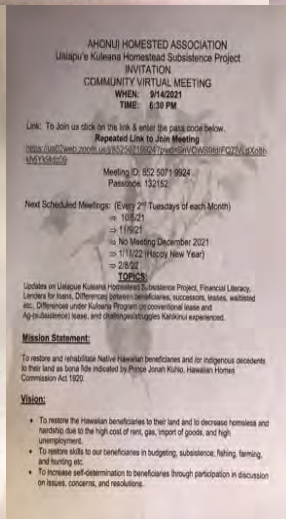 AHONUI HOMESTED ASSOCIATION
Ualapu'e Kuleana Homestead Subsistence Project
INVITATION
COMMUNITY VIRTUAL MEETING
WHEN: 9/14/2021
TIME: 6:30 PM
Link: To Join us click on the link & enter the pass code below.
Repeated Link to Join Meeting
Meeting ID: 852 5071 9924
Passcode: 132152
Next Scheduled Meetings: (Every 2nd Tuesdays of each Month)
⇒ 10/5/21
⇒ 11/9/21
⇒ No Meeting December 2021
⇒ 1/11/22 (Happy New Year)
⇒ 2/8/22
TOPICS:
Updates on Ualapue Kuleana Homestead Subsistence Project, Financial Literacy,
Lenders for loans, Differences between beneficiaries, successors, leases, waitlisted
etc., Differences under Kuleana Program vs conventional lease and
Ag-(subsistence) lease, and challenges/struggles Kahikinui experienced.
Mission Statement:
To restore and rehabilitate Native Hawaiian beneficiaries and for indigenous decedents
to their land as bona fide indicated by Prince Jonah Kuhio, Hawaiian Homes
Commission Act 1920.
Vision:
• To restore the Hawaiian beneficiaries to their land and to decrease homeless and
hardship due to the high cost of rent, gas, import of goods, and high
unemployment.
• To restore skills to our beneficiaries in budgeting, subsistence, fishing, farming,
and hunting etc.
• To increase self-determination to beneficiaries through participation in discussion
on issues, concerns, and resolutions.